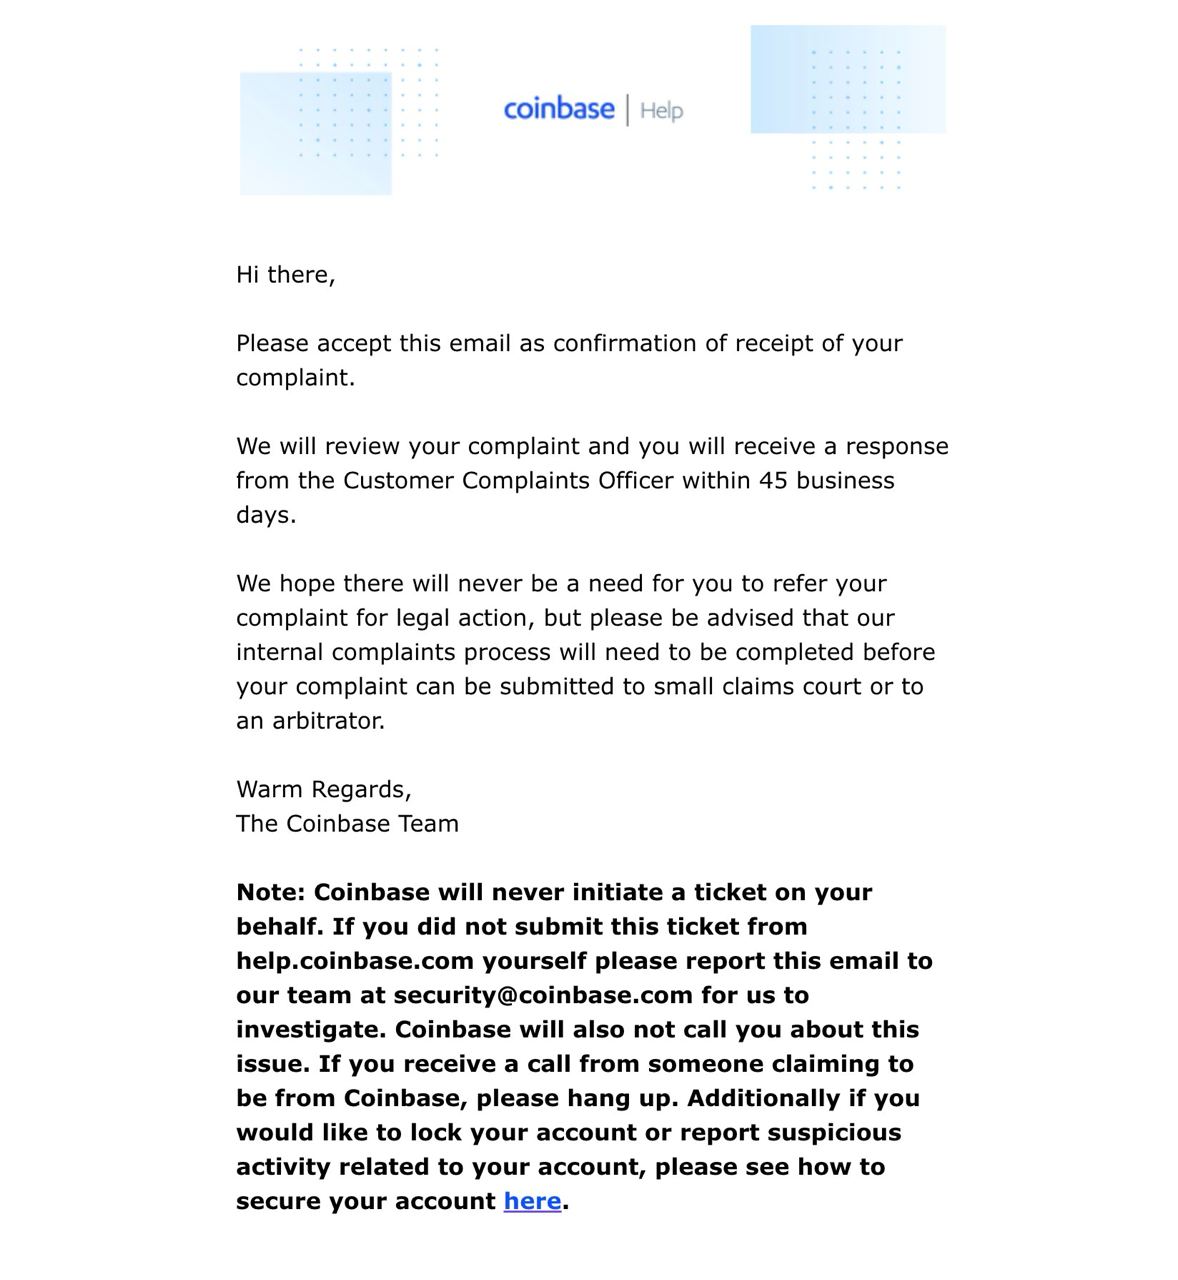 coinbase | Help
Hi there,
Please accept this email as confirmation of receipt of your
complaint.
We will review your complaint and you will receive a response
from the Customer Complaints Officer within 45 business
days.
We hope there will never be a need for you to refer your
complaint for legal action, but please be advised that our
internal complaints process will need to be completed before
your complaint can be submitted to small claims court or to
an arbitrator.
Warm Regards,
The Coinbase Team
Note: Coinbase will never initiate a ticket on your
behalf. If you did not submit this ticket from
help.coinbase.com yourself please report this email to
our team at security@coinbase.com for us to
investigate. Coinbase will also not call you about this
issue. If you receive a call from someone claiming to
be from Coinbase, please hang up. Additionally if you
would like to lock your account or report suspicious
activity related to your account, please see how to
secure your account here.